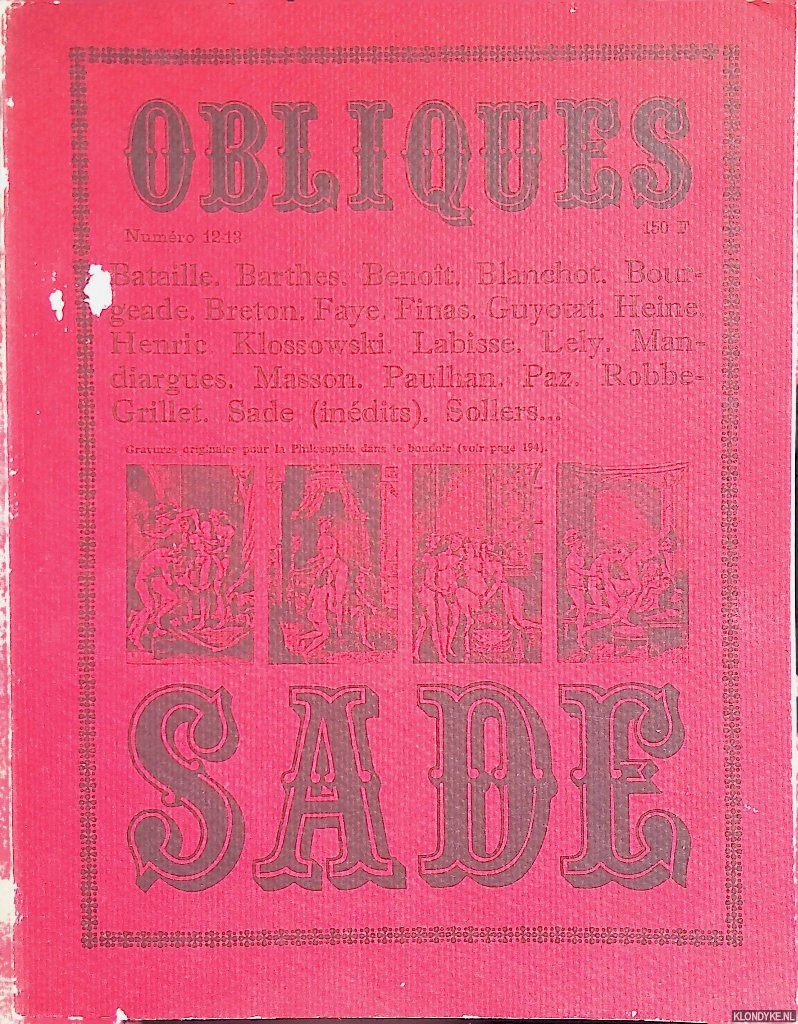 OBLIQUES
Numéro 12-13 150 F
Bataille. Barthes. Benoît. Blanchot. Bour-
geade. Breton. Faye. Finas. Guyotat. Heine.
Henric. Klossowski. Labisse. Lely. Man-
diargues. Masson. Paulhan. Paz. Robbe-
Grillet. Sade (inédits). Sollers...
Gravures originales pour la Philosophie dans le boudoir (voir page 194).
SADE
KLONDYKE.NL